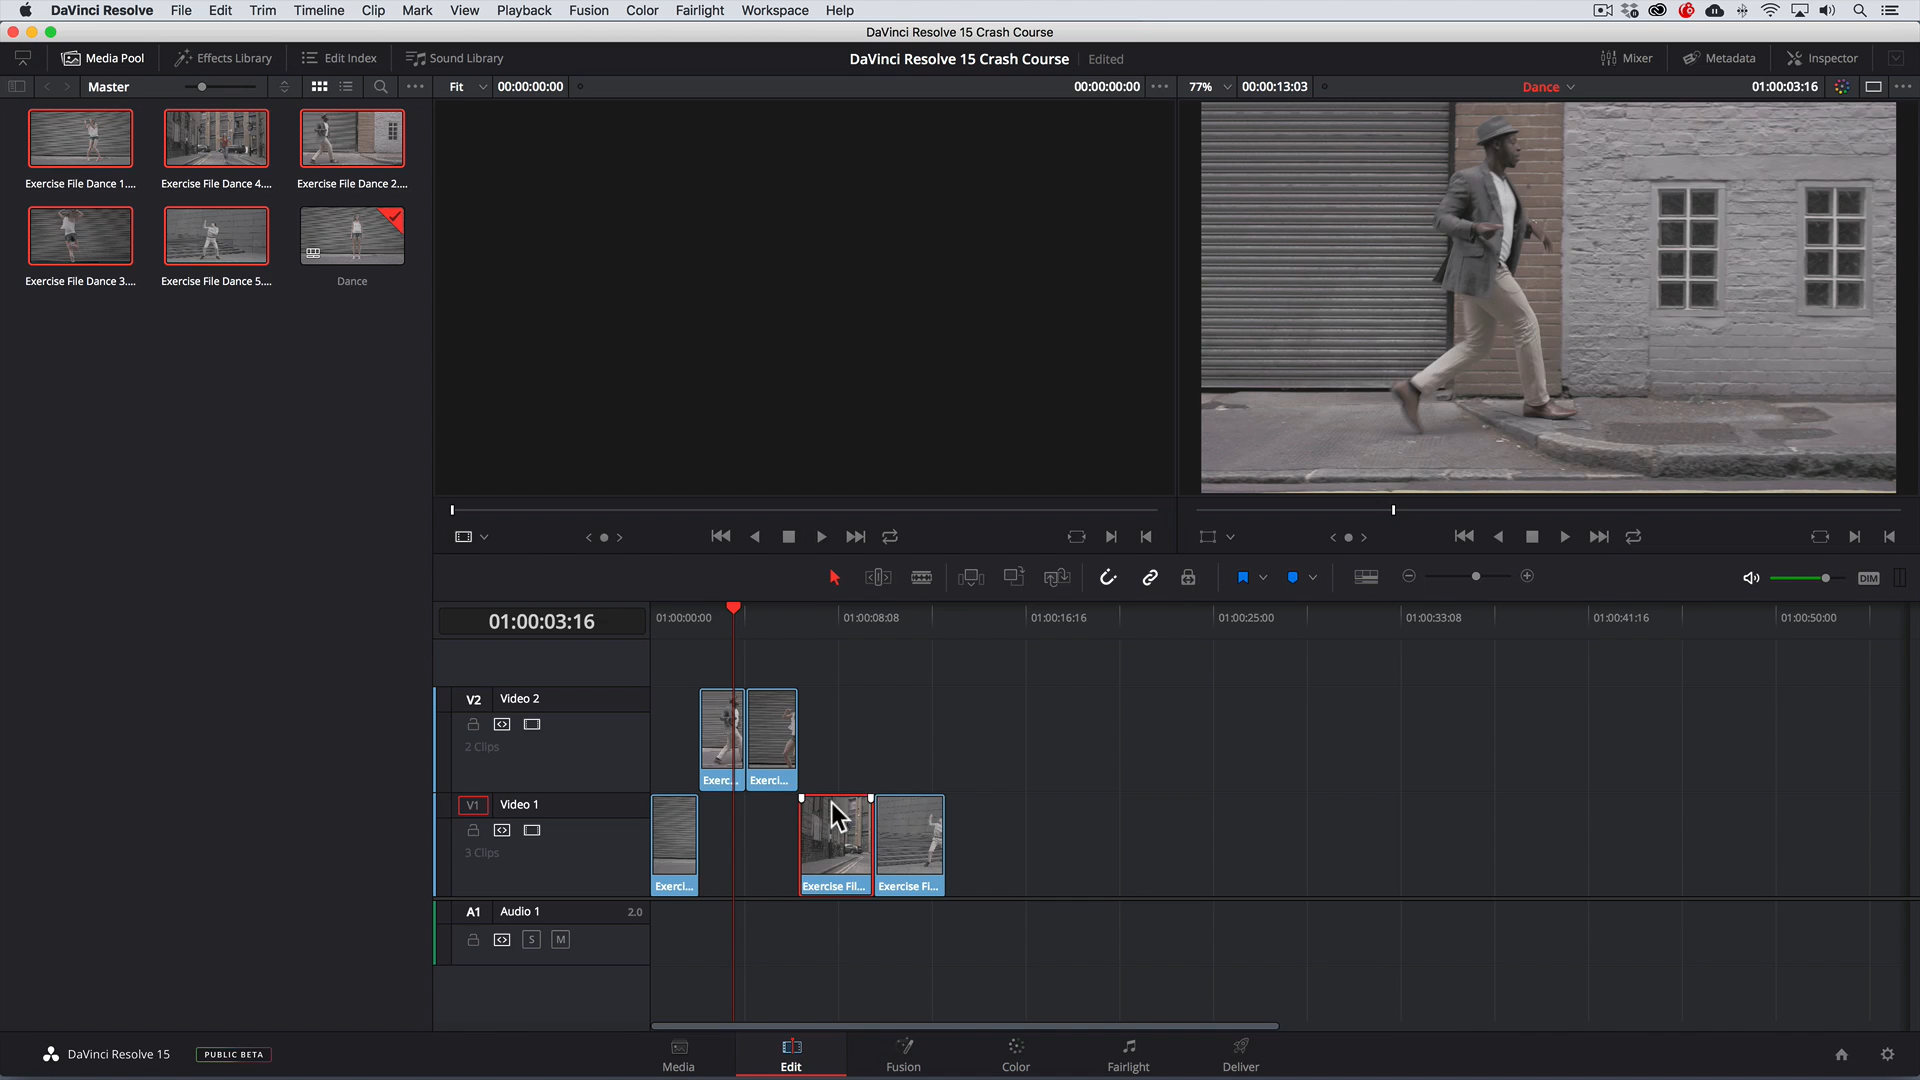 DaVinci Resolve File Edit Trim Timeline Clip Mark View Playback Fusion Color Fairlight Workspace Help
DaVinci Resolve 15 Crash Course
Media Pool Effects Library Edit Index Sound Library DaVinci Resolve 15 Crash Course Edited Mixer Metadata Inspector
Master Fit 00:00:00:00 00:00:00:00 77% 00:00:13:03 Dance 01:00:03:16
Exercise File Dance 1.... Exercise File Dance 4.... Exercise File Dance 2....
Exercise File Dance 3.... Exercise File Dance 5.... Dance
DIM
01:00:03:16 01:00:00:00 01:00:08:08 01:00:16:16 01:00:25:00 01:00:33:08 01:00:41:16 01:00:50:00
V2 Video 2
2 Clips
Exerc... Exerci...
V1 Video 1
3 Clips
Exerci... Exercise Fil... Exercise Fi...
A1 Audio 1 2.0
S M
DaVinci Resolve 15 PUBLIC BETA
Media Edit Fusion Color Fairlight Deliver